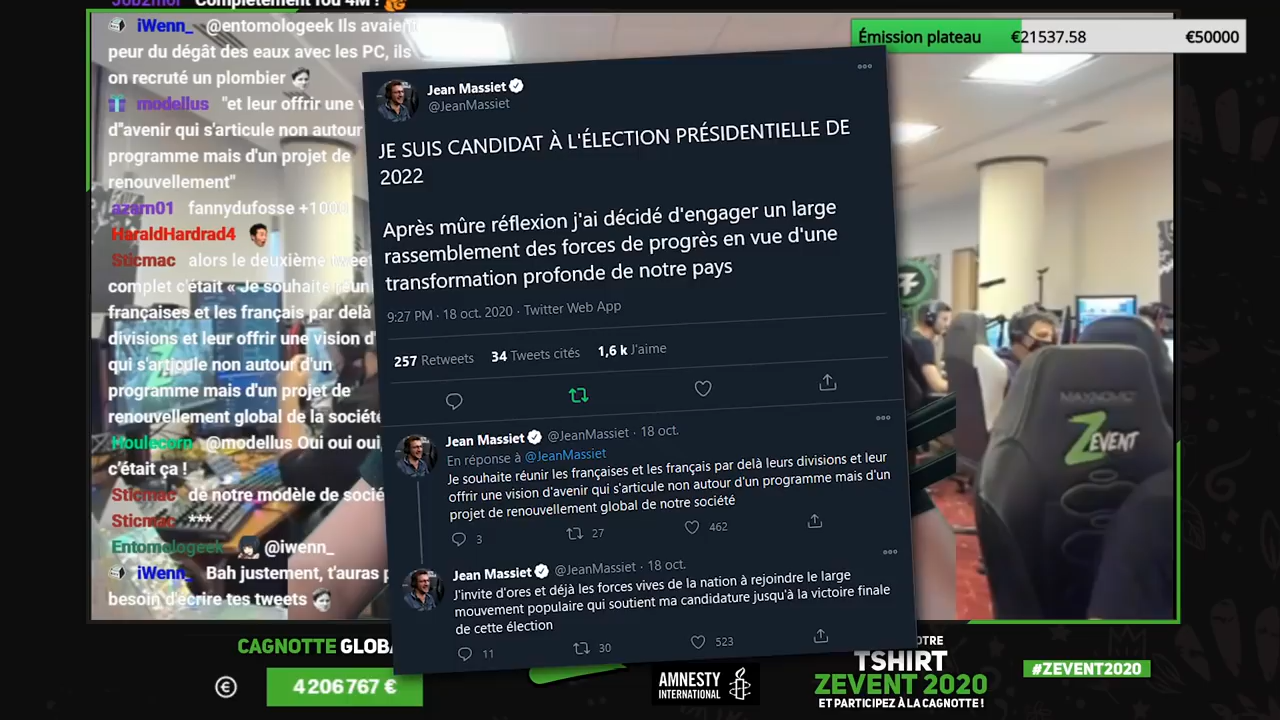 Complètement fou 4M !
iWenn_ @entomologeek Ils avaient
peur du dégât des eaux avec les PC, ils
on recruté un plombier
modellus "et leur offrir une v
d"avenir qui s'articule non autour
programme mais d'un projet de
renouvellement"
azam01 fannydufosse +1000
HaraldHardrad4
Sticmac alors le deuxième tweet
complet c'était « Je souhaite réuni
françaises et les français par delà
divisions et leur offrir une vision d'
qui s'articule non autour d'un
programme mais d'un projet de
renouvellement global de la société
Houlecorn @modellus Oui oui oui,
c'était ça !
Sticmac de notre modèle de socié
Sticmac ***
Entomologeek @iwenn_
iWenn_ Bah justement, t'auras p
besoin d'écrire tes tweets
Émission plateau €21537.58 €50000
Jean Massiet
@JeanMassiet
JE SUIS CANDIDAT À L'ÉLECTION PRÉSIDENTIELLE DE
2022
Après mûre réflexion j'ai décidé d'engager un large
rassemblement des forces de progrès en vue d'une
transformation profonde de notre pays
9:27 PM · 18 oct. 2020 · Twitter Web App
257 Retweets 34 Tweets cités 1,6 k J'aime
Jean Massiet @JeanMassiet · 18 oct.
En réponse à @JeanMassiet
Je souhaite réunir les françaises et les français par delà leurs divisions et leur
offrir une vision d'avenir qui s'articule non autour d'un programme mais d'un
projet de renouvellement global de notre société
3 27 462
Jean Massiet @JeanMassiet · 18 oct.
J'invite d'ores et déjà les forces vives de la nation à rejoindre le large
mouvement populaire qui soutient ma candidature jusqu'à la victoire finale
de cette élection
11 30 523
MAXNOMIC
ZEVENT
CAGNOTTE GLOBA
€ 4 206 767 €
AMNESTY
INTERNATIONAL
OTRE
TSHIRT
ZEVENT 2020
ET PARTICIPEZ À LA CAGNOTTE !
#ZEVENT2020